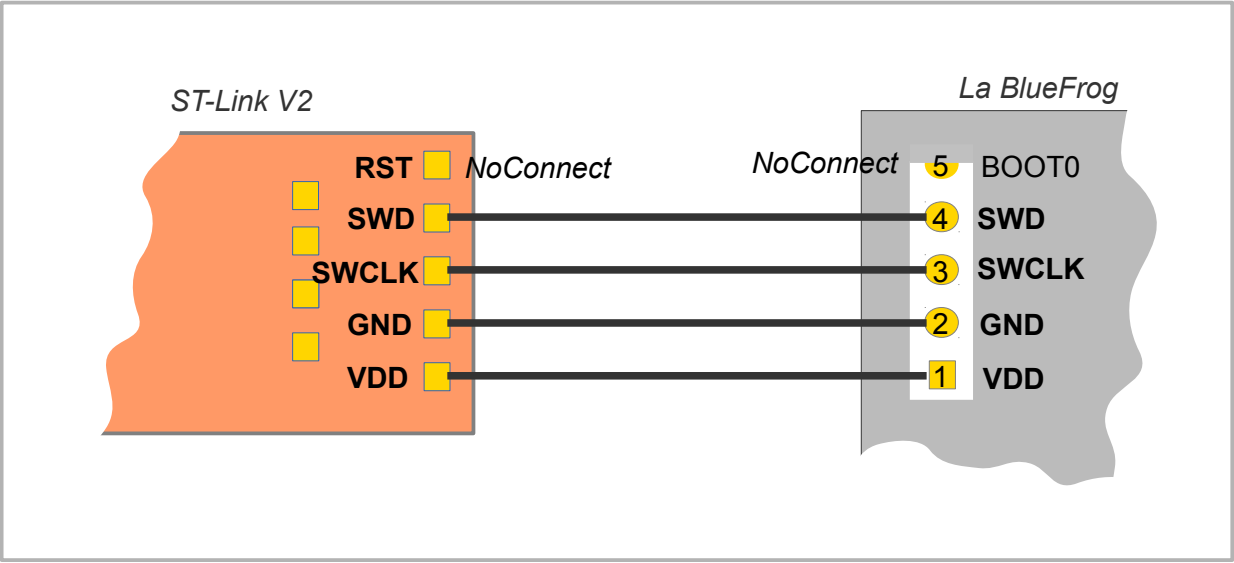 ST-Link V2
La BlueFrog
RST NoConnect
NoConnect 5 BOOT0
SWD
4 SWD
SWCLK
3 SWCLK
GND
2 GND
VDD
1 VDD